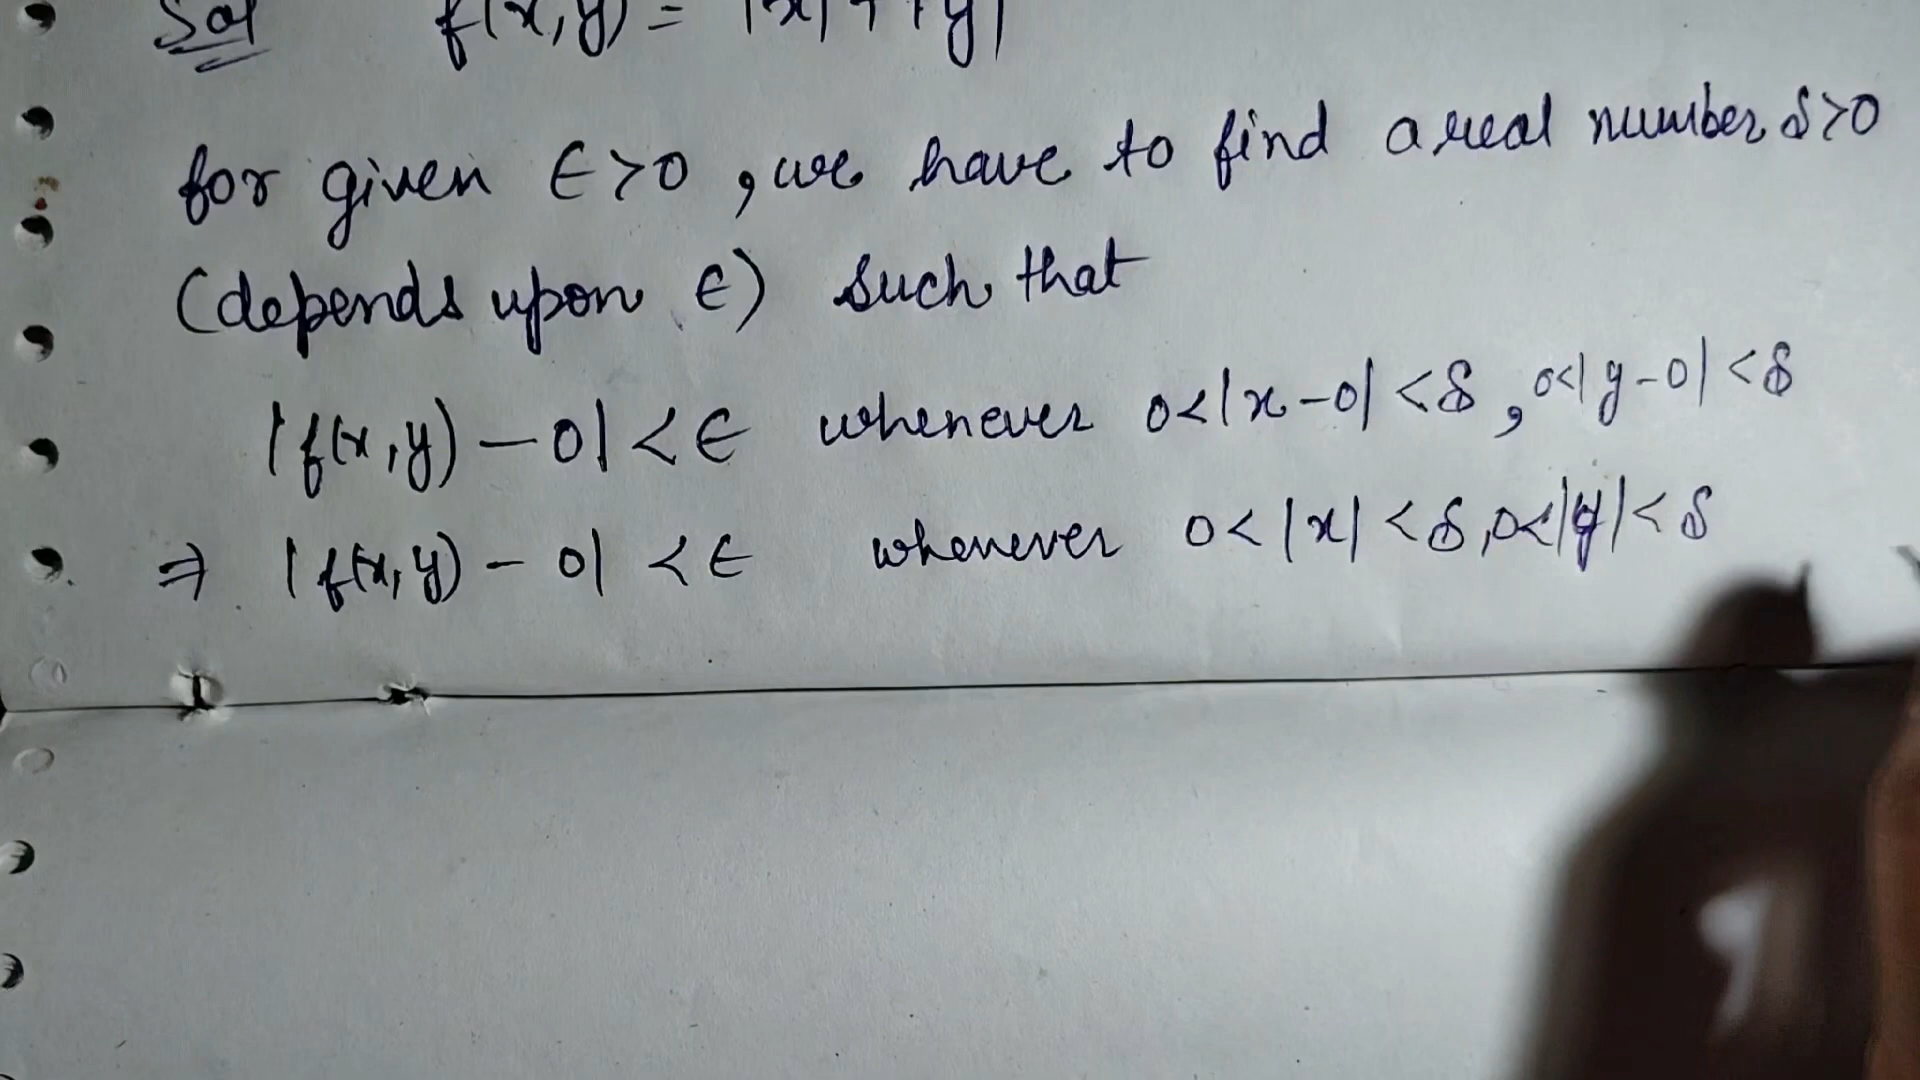 Sol f(x,y) = |x| + |y|
for given ϵ>0, we have to find a real number δ>0
(depends upon ϵ) such that
|f(x,y) - 0| < ϵ whenever 0<|x-0| < δ, 0<|y-0| < δ
⇒ |f(x,y) - 0| < ϵ whenever 0<|x| < δ, 0<|y| < δ